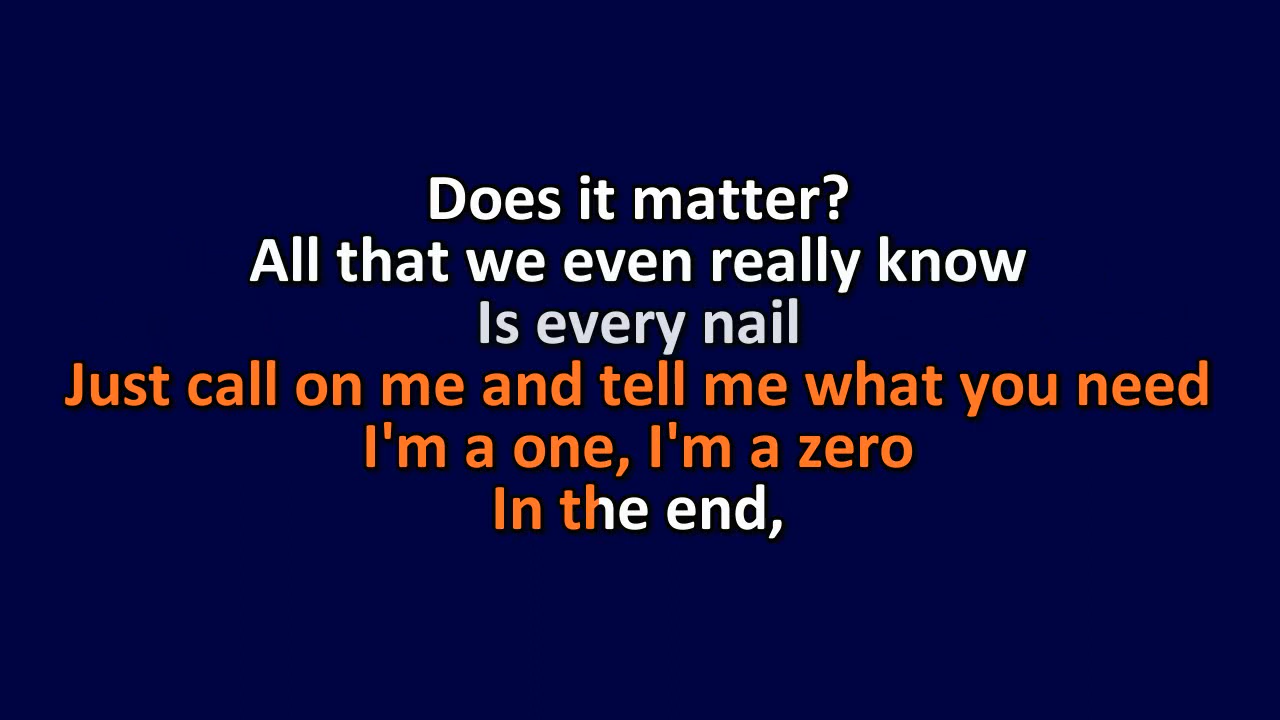 Does it matter?
All that we even really know
Is every nail
Just call on me and tell me what you need
I'm a one, I'm a zero
In the end,